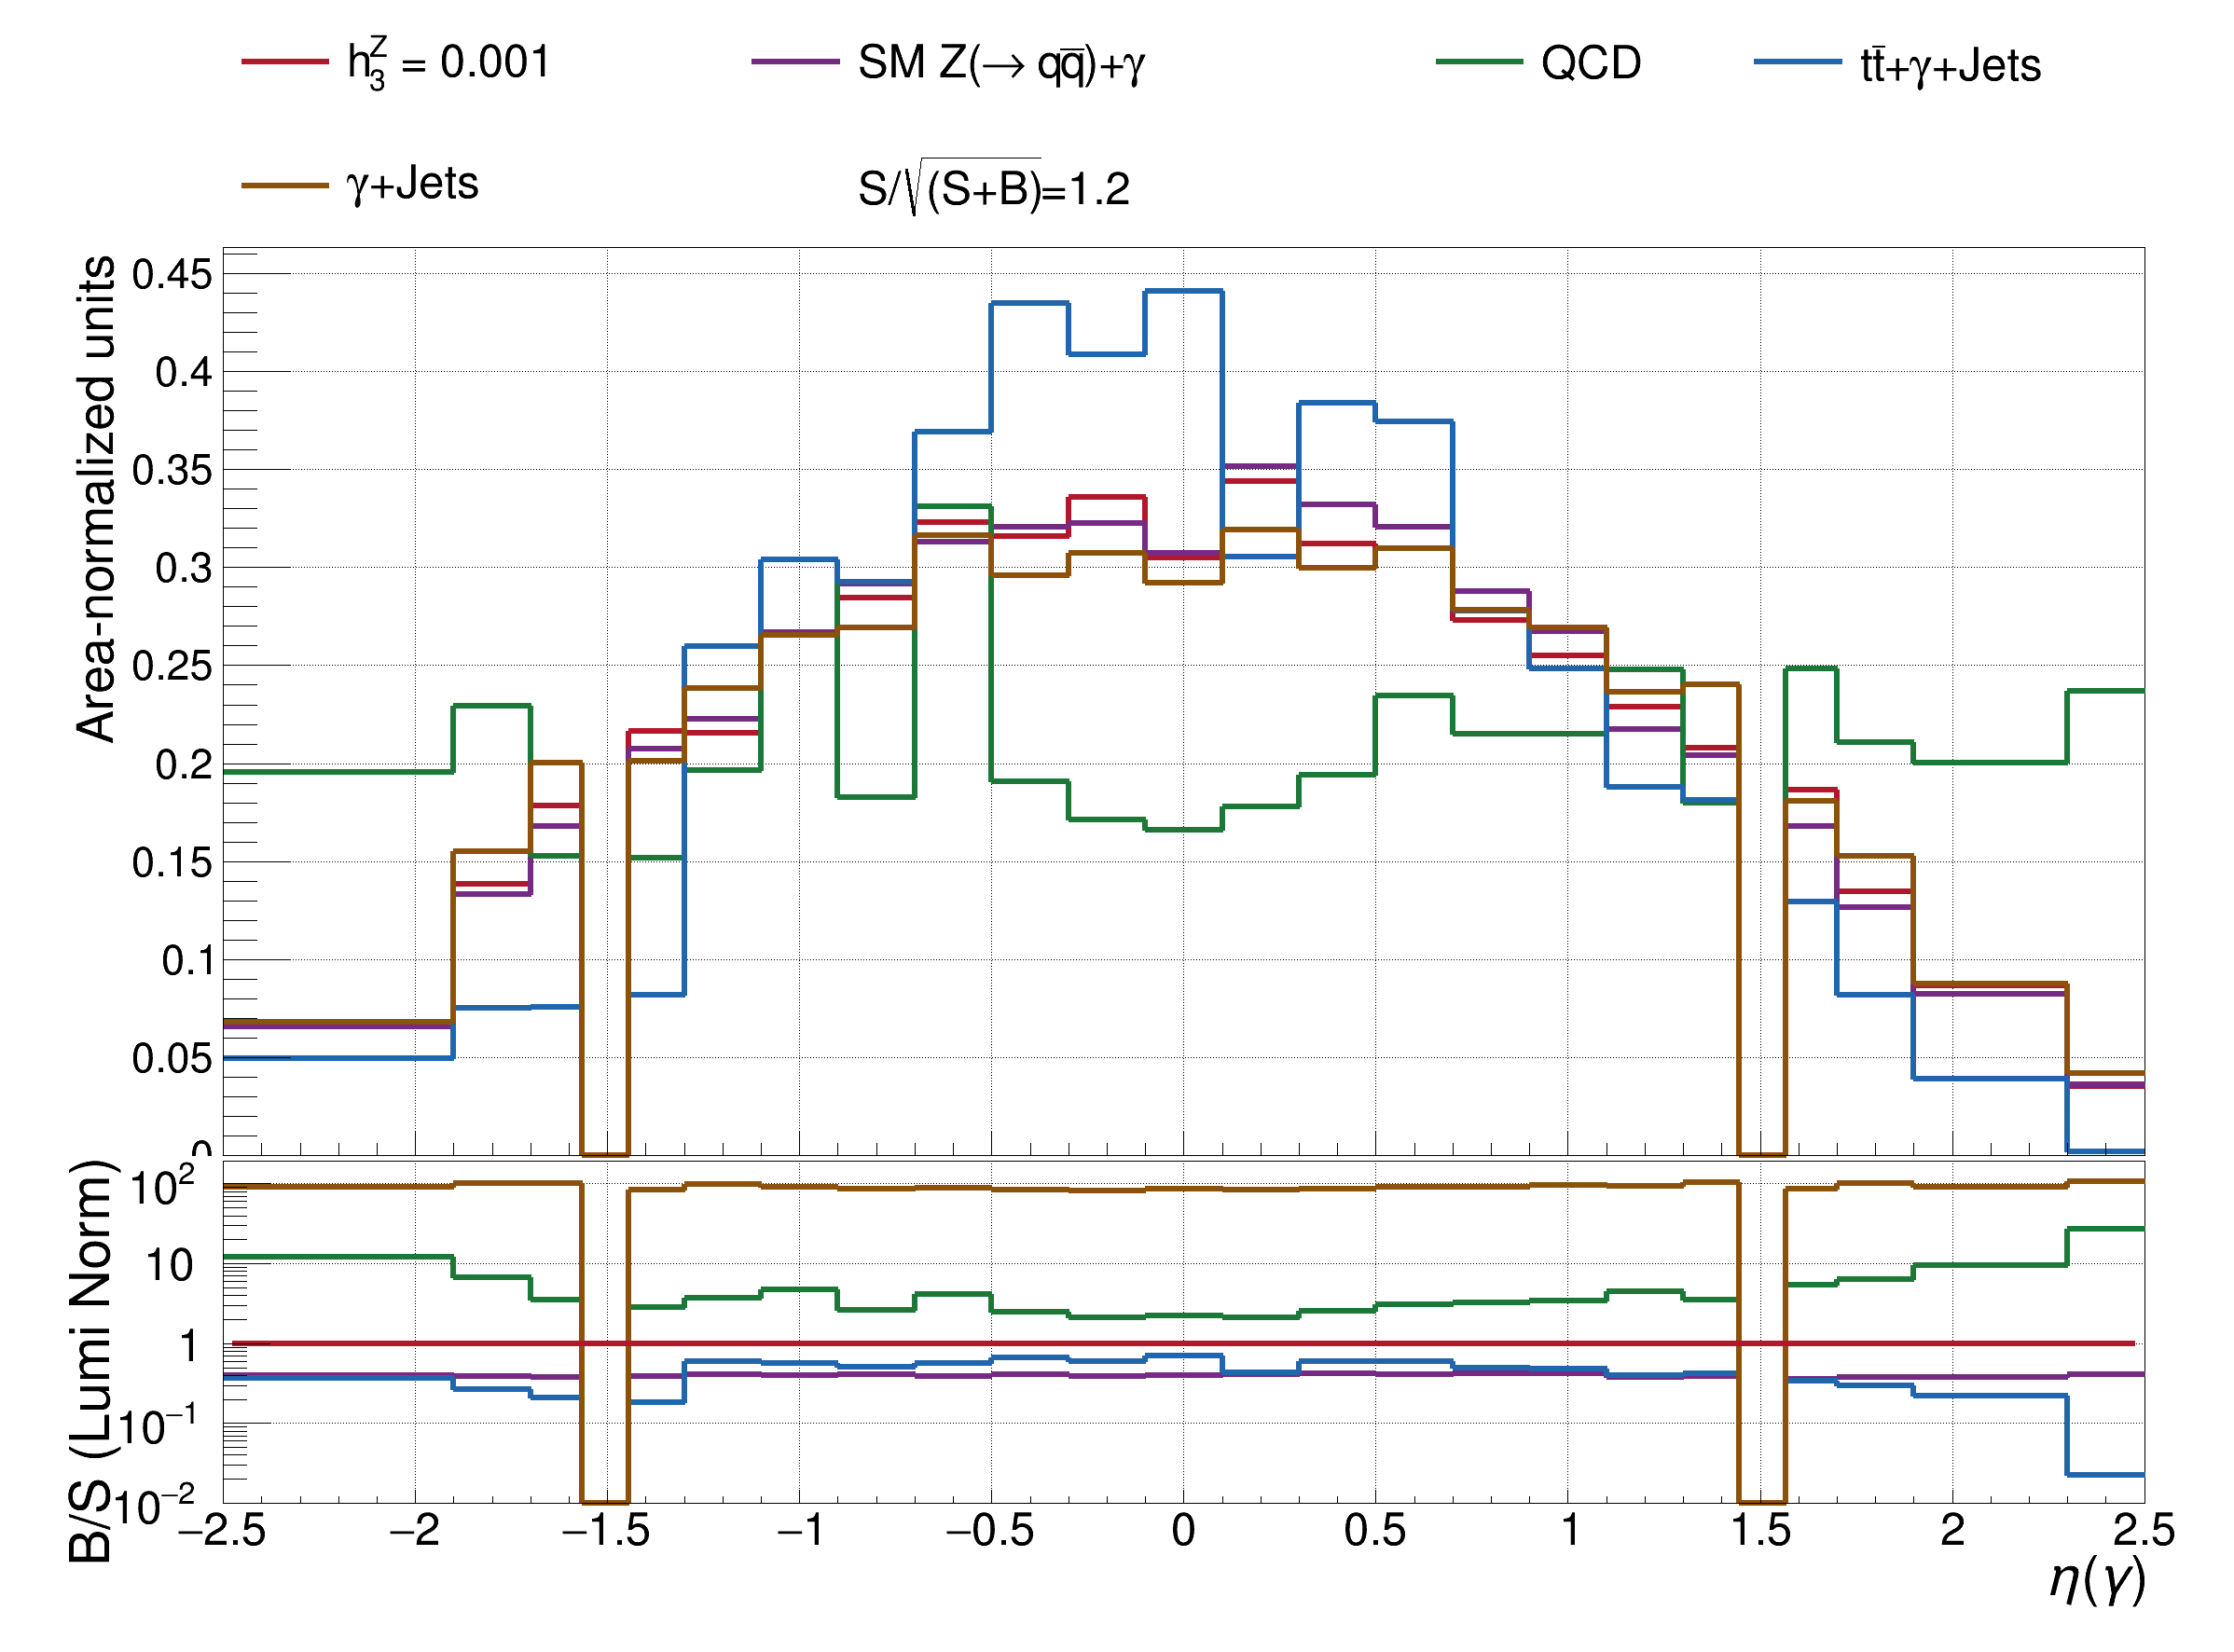 h₃ᶻ = 0.001 SM Z(→ qq̅)+γ QCD tt̄+γ+Jets
γ+Jets S/√(S+B)=1.2
Area-normalized units
0.45
0.4
0.35
0.3
0.25
0.2
0.15
0.1
0.05
0
B/S (Lumi Norm)
10²
10
1
10⁻¹
10⁻²
−2.5 −2 −1.5 −1 −0.5 0 0.5 1 1.5 2 2.5
η(γ)